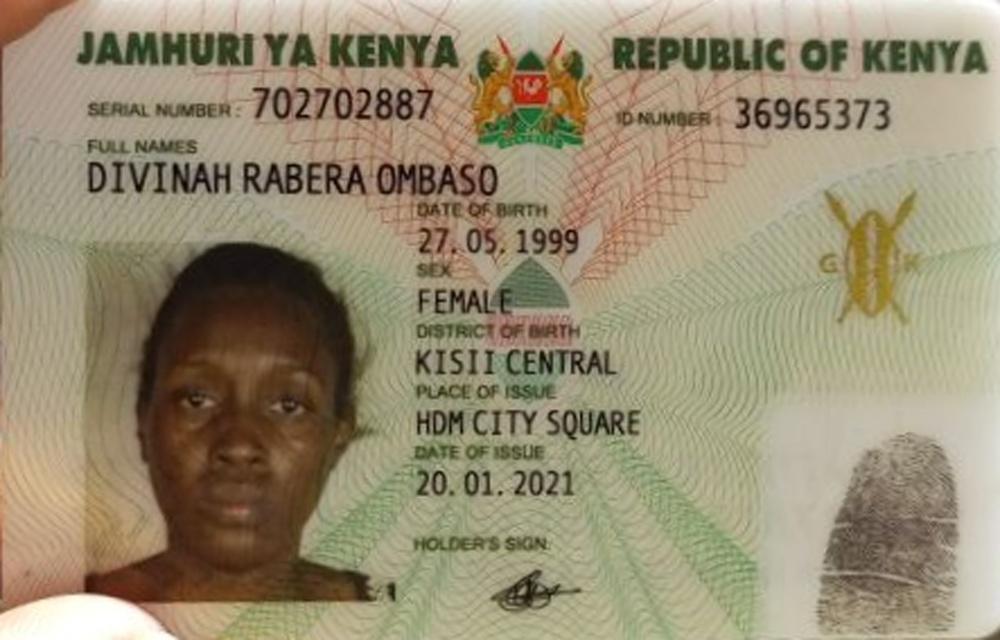 JAMHURI YA KENYA
REPUBLIC OF KENYA
SERIAL NUMBER : 702702887
ID NUMBER : 36965373
FULL NAMES
DIVINAH RABERA OMBASO
DATE OF BIRTH
27. 05. 1999
SEX
FEMALE
DISTRICT OF BIRTH
KISII CENTRAL
PLACE OF ISSUE
HDM CITY SQUARE
DATE OF ISSUE
20. 01. 2021
HOLDER'S SIGN.
G K